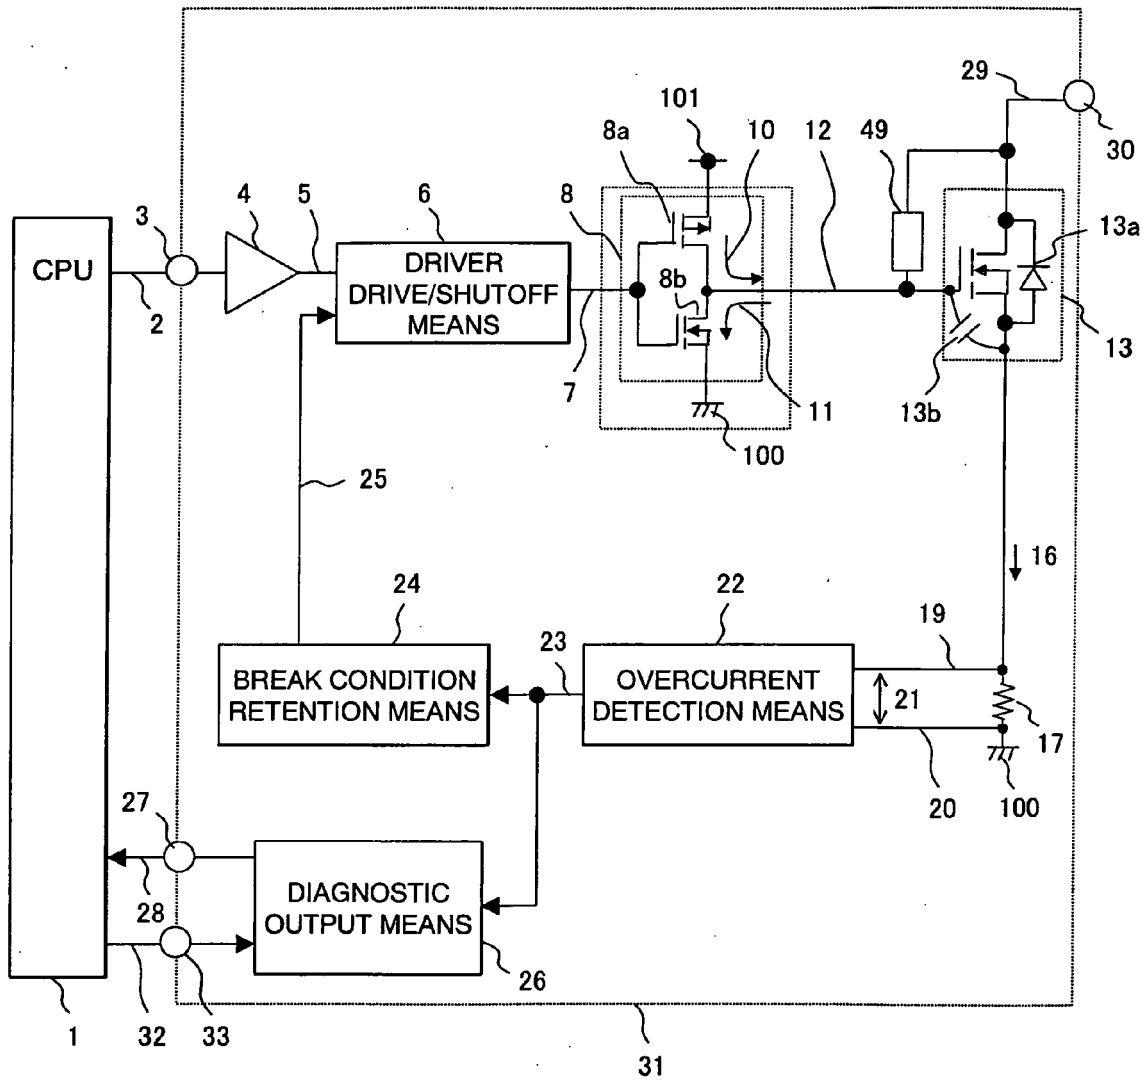 29
30
101
8a
10
12
49
3
4
5
6
8
13a
CPU
DRIVER
DRIVE/SHUTOFF
MEANS
8b
2
7
11
13b
13
100
25
16
24
22
19
23
BREAK CONDITION
RETENTION MEANS
OVERCURRENT
DETECTION MEANS
21
17
20
100
27
28
DIAGNOSTIC
OUTPUT MEANS
26
1
32
33
31